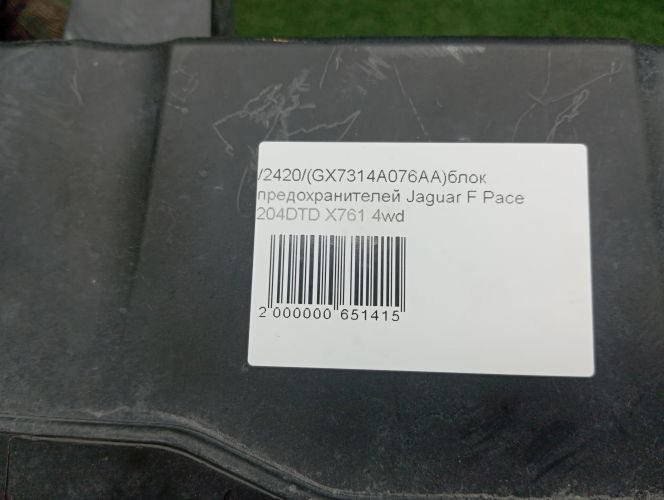 /2420/(GX7314A076AA)блок
предохранителей Jaguar F Pace
204DTD X761 4wd
2 000000 651415